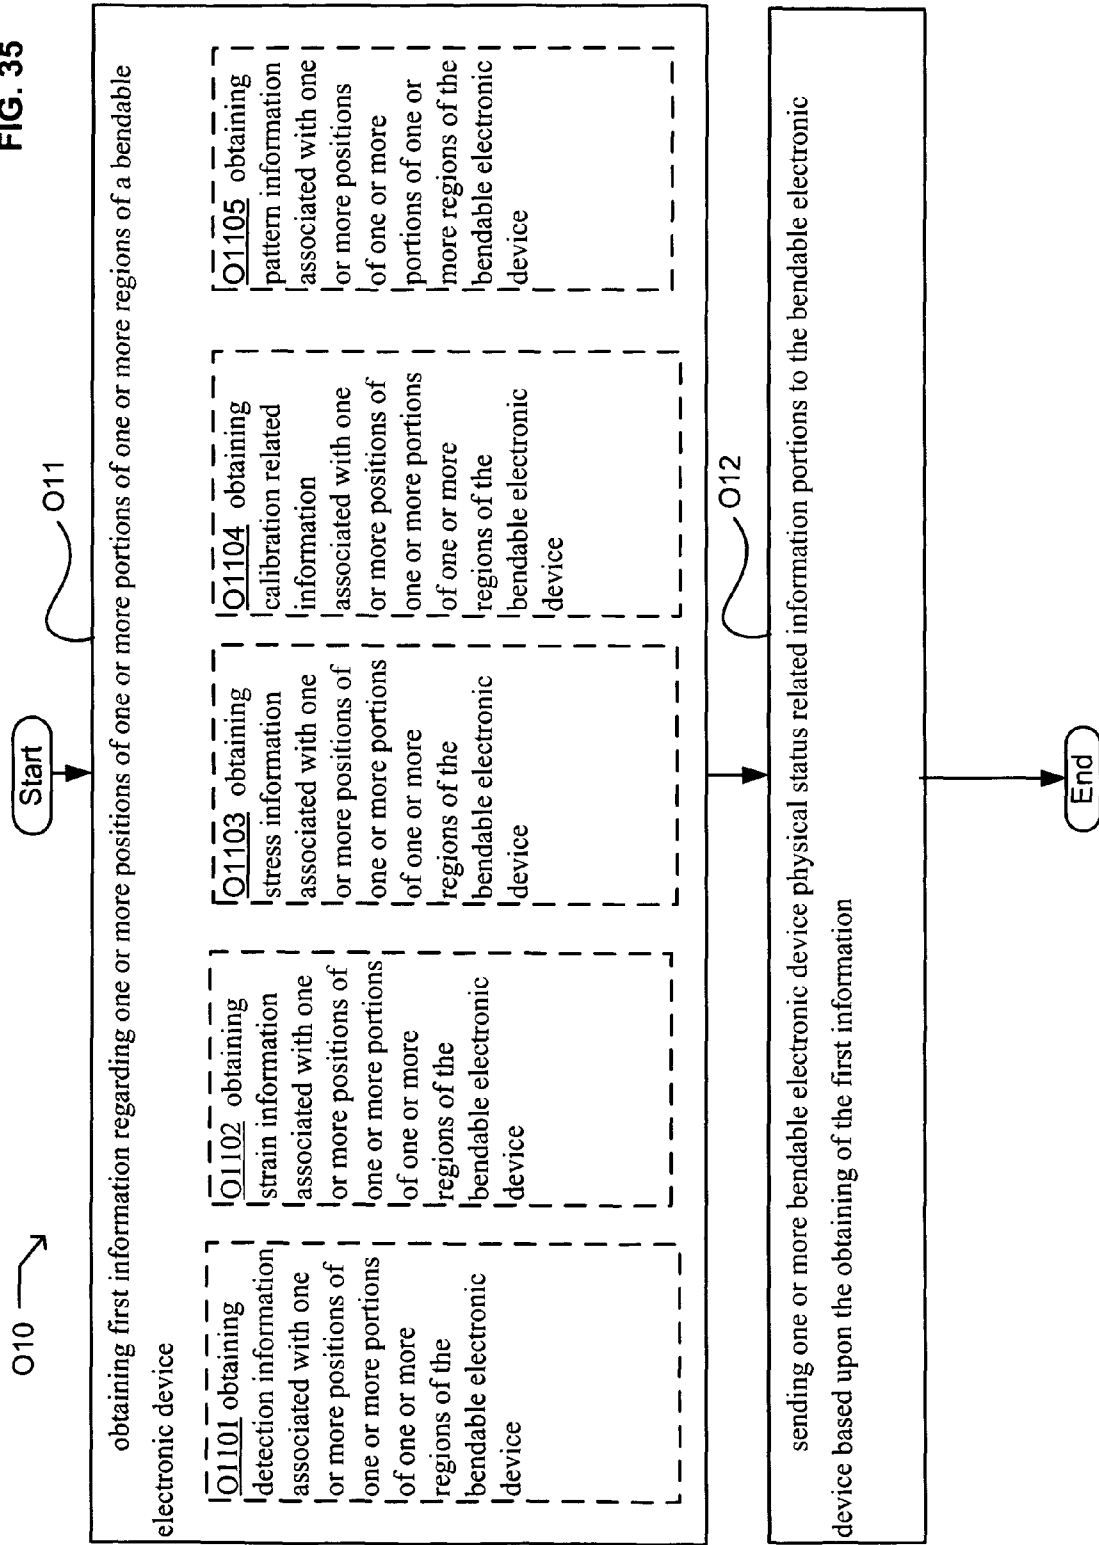 FIG. 35
O10
Start
O11
obtaining first information regarding one or more positions of one or more portions of one or more regions of a bendable
electronic device
O1101 obtaining
detection information
associated with one
or more positions of
one or more portions
of one or more
regions of the
bendable electronic
device
O1102 obtaining
strain information
associated with one
or more positions of
one or more portions
of one or more
regions of the
bendable electronic
device
O1103 obtaining
stress information
associated with one
or more positions of
one or more portions
of one or more
regions of the
bendable electronic
device
O1104 obtaining
calibration related
information
associated with one
or more positions of
one or more portions
of one or more
regions of the
bendable electronic
device
O1105 obtaining
pattern information
associated with one
or more positions
of one or more
portions of one or
more regions of the
bendable electronic
device
O12
sending one or more bendable electronic device physical status related information portions to the bendable electronic
device based upon the obtaining of the first information
End